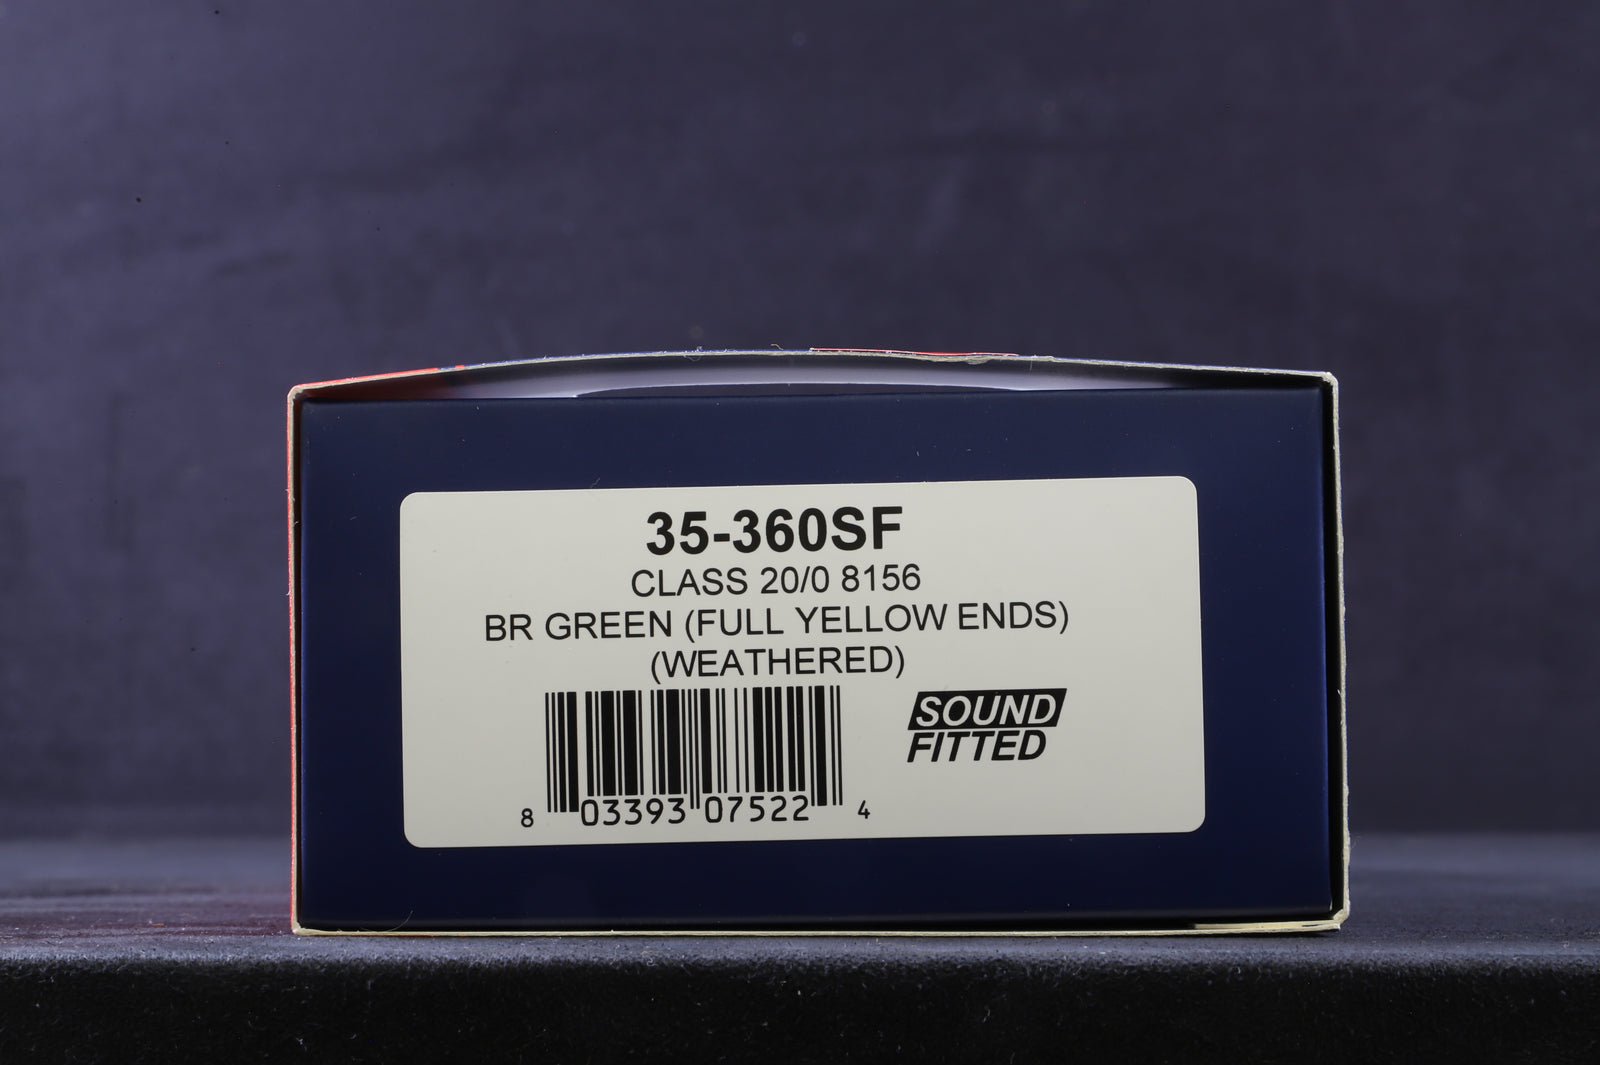 35-360SF
CLASS 20/0 8156
BR GREEN (FULL YELLOW ENDS)
(WEATHERED)
SOUND
FITTED
8 03393 07522 4